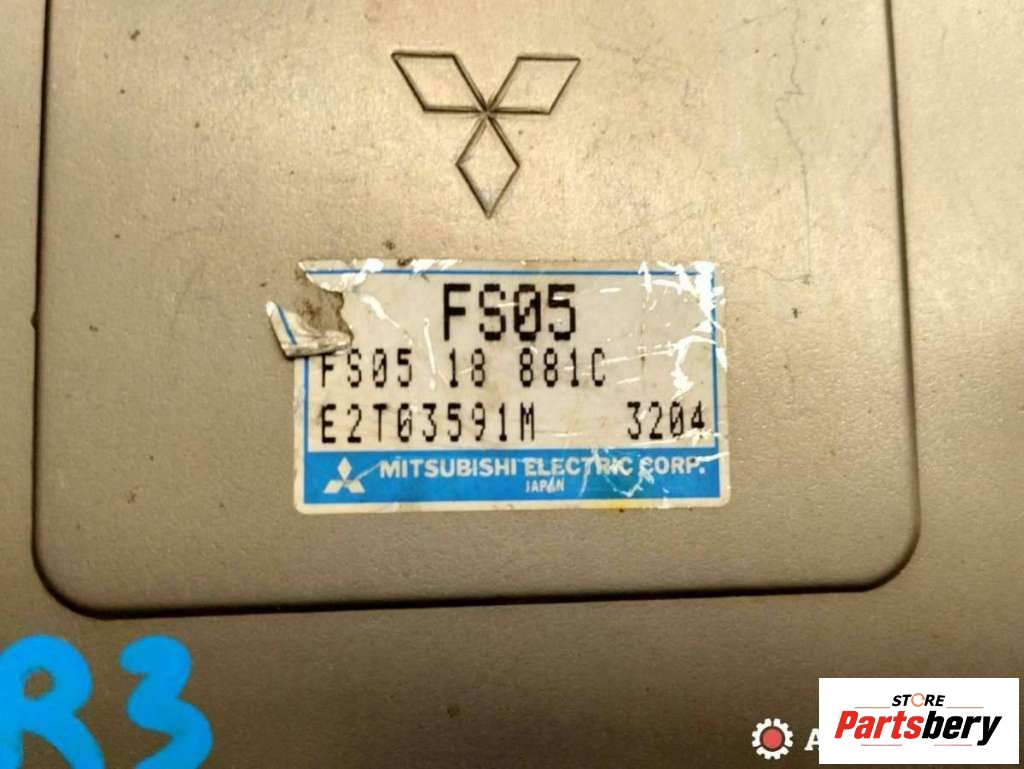 FS05
FS05 18 881C
E2T03591M 3204
MITSUBISHI ELECTRIC CORP.
JAPAN
R3
STORE
Partsbery